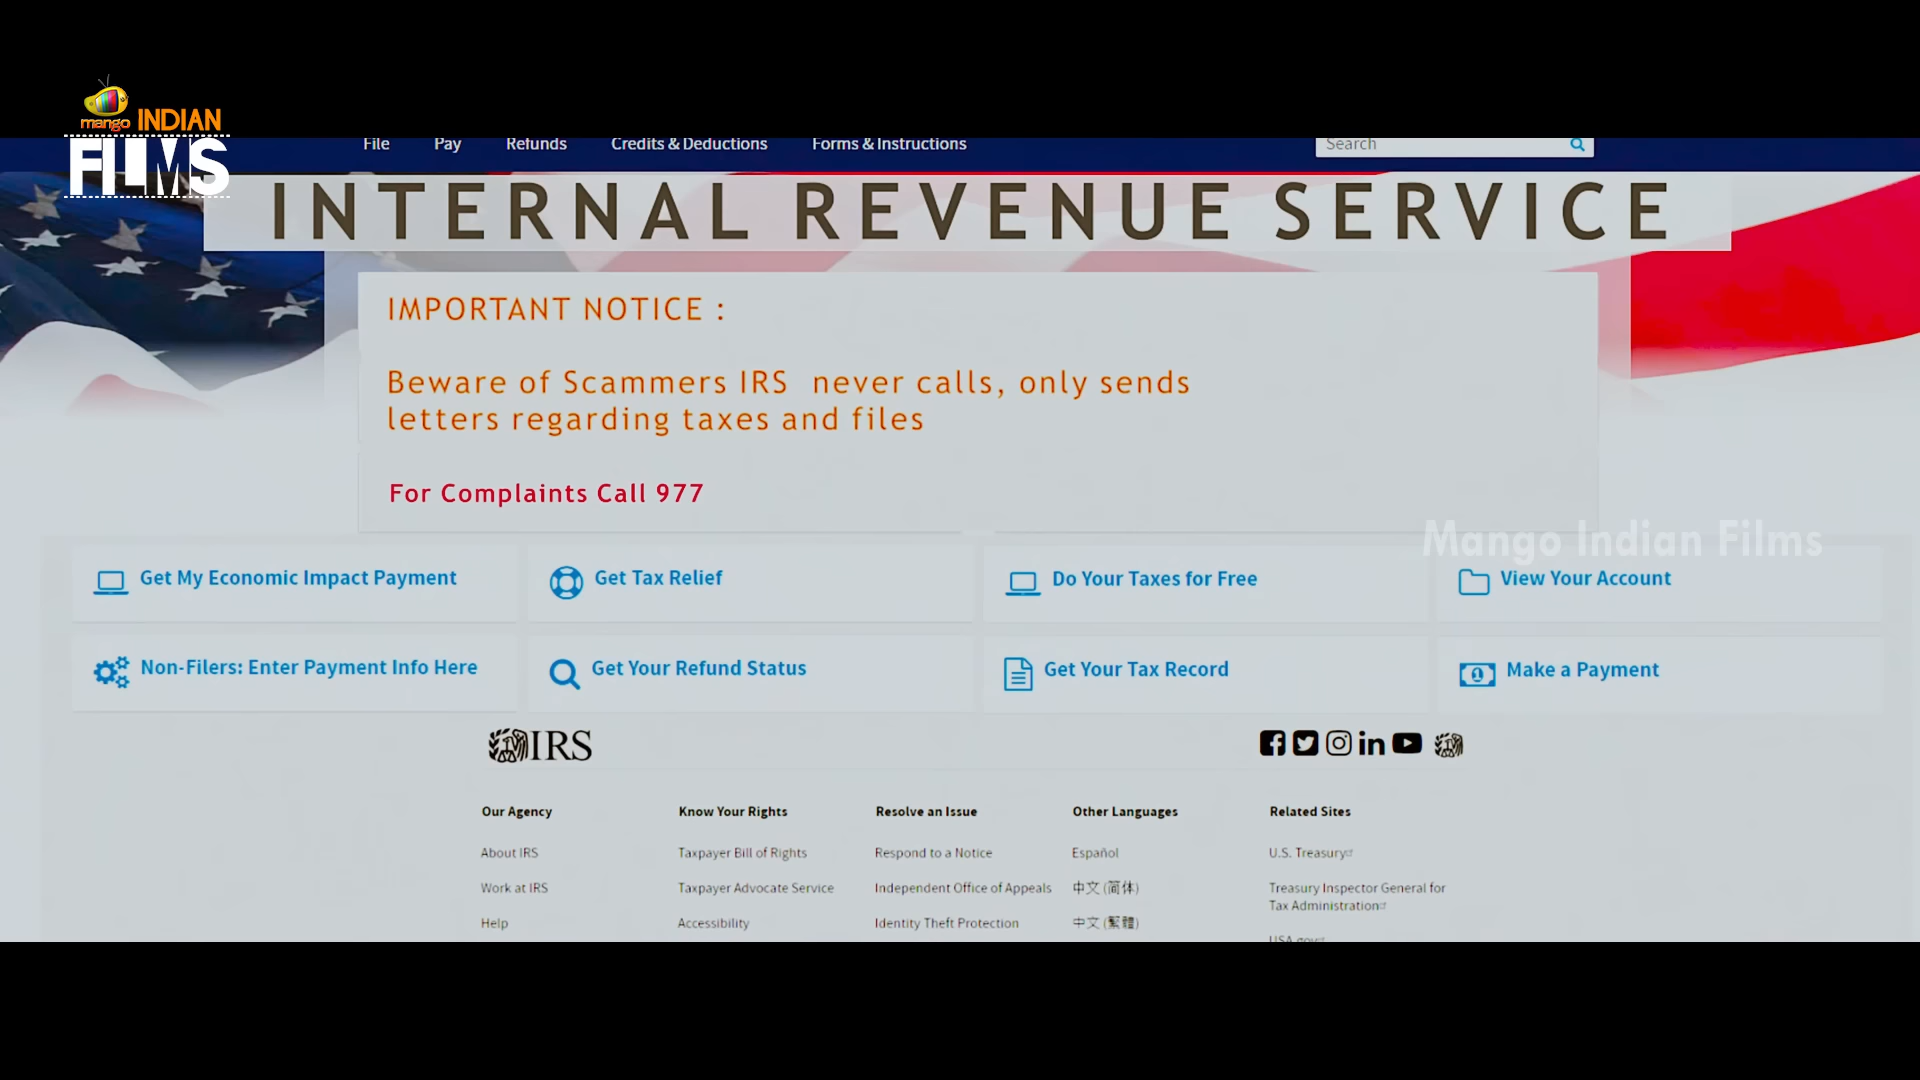 mango INDIAN
FILMS
File Pay Refunds Credits & Deductions Forms & Instructions Search
INTERNAL REVENUE SERVICE
IMPORTANT NOTICE :
Beware of Scammers IRS never calls, only sends
letters regarding taxes and files
For Complaints Call 977
Mango Indian Films
Get My Economic Impact Payment Get Tax Relief Do Your Taxes for Free View Your Account
Non-Filers: Enter Payment Info Here Get Your Refund Status Get Your Tax Record Make a Payment
IRS
Our Agency Know Your Rights Resolve an Issue Other Languages Related Sites
About IRS Taxpayer Bill of Rights Respond to a Notice Español U.S. Treasury
Work at IRS Taxpayer Advocate Service Independent Office of Appeals 中文 (简体) Treasury Inspector General for
Tax Administration
Help Accessibility Identity Theft Protection 中文 (繁體)
USA.gov